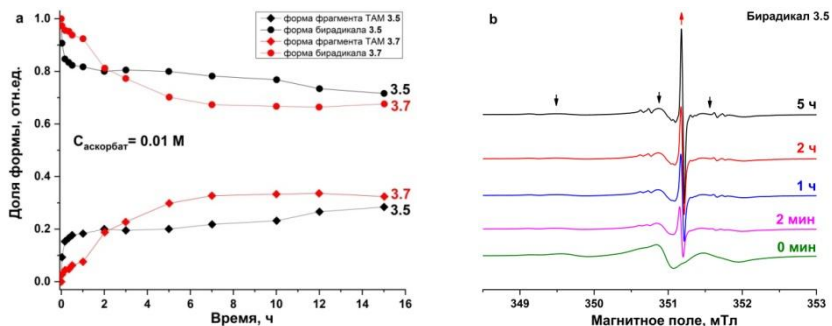 а
форма фрагмента ТАМ 3.5
форма бирадикала 3.5
форма фрагмента ТАМ 3.7
форма бирадикала 3.7
Доля формы, отн.ед.
1.0
0.8
0.6
0.4
0.2
0.0
3.5
3.7
Cаскорбат= 0.01 М
3.7
3.5
0 2 4 6 8 10 12 14 16
Время, ч
b
Бирадикал 3.5
5 ч
2 ч
1 ч
2 мин
0 мин
349 350 351 352 353
Магнитное поле, мТл